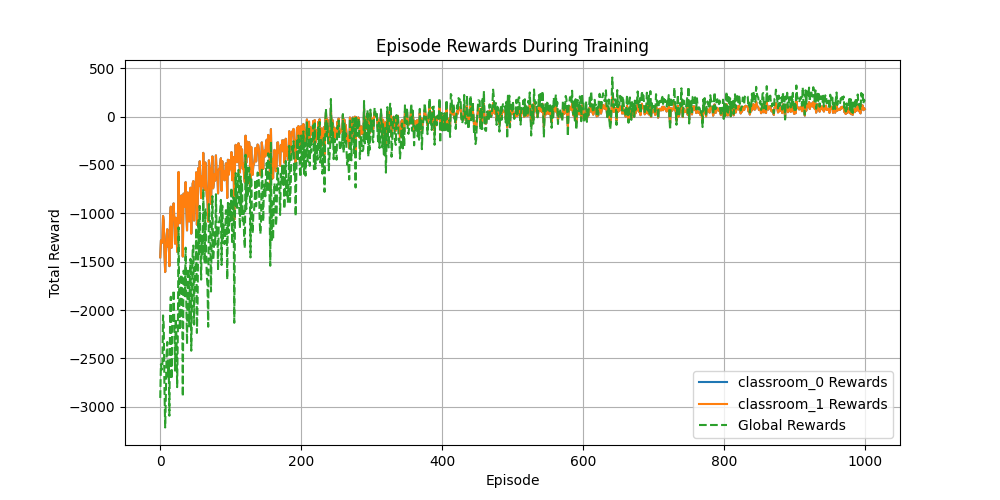 Episode Rewards During Training
Total Reward
500
0
−500
−1000
−1500
−2000
−2500
−3000
0 200 400 600 800 1000
Episode
classroom_0 Rewards
classroom_1 Rewards
Global Rewards